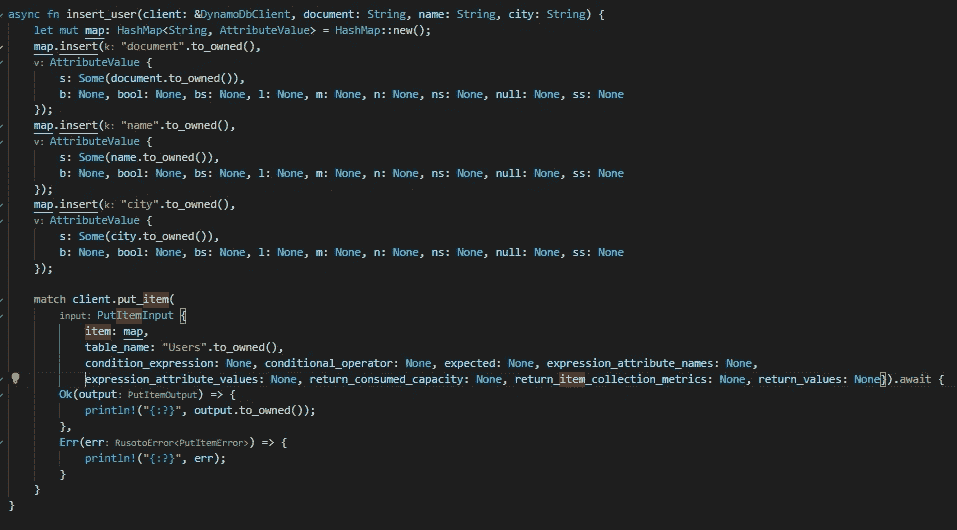 async fn insert_user(client: &DynamoDbClient, document: String, name: String, city: String) {
let mut map: HashMap<String, AttributeValue> = HashMap::new();
map.insert(k: "document".to_owned(),
v: AttributeValue {
s: Some(document.to_owned()),
b: None, bool: None, bs: None, l: None, m: None, n: None, ns: None, null: None, ss: None
});
map.insert(k: "name".to_owned(),
v: AttributeValue {
s: Some(name.to_owned()),
b: None, bool: None, bs: None, l: None, m: None, n: None, ns: None, null: None, ss: None
});
map.insert(k: "city".to_owned(),
v: AttributeValue {
s: Some(city.to_owned()),
b: None, bool: None, bs: None, l: None, m: None, n: None, ns: None, null: None, ss: None
});
match client.put_item(
input: PutItemInput {
item: map,
table_name: "Users".to_owned(),
condition_expression: None, conditional_operator: None, expected: None, expression_attribute_names: None,
expression_attribute_values: None, return_consumed_capacity: None, return_item_collection_metrics: None, return_values: None}).await {
Ok(output: PutItemOutput) => {
println!("{:?}", output.to_owned());
},
Err(err: RusotoError<PutItemError>) => {
println!("{:?}", err);
}
}
}